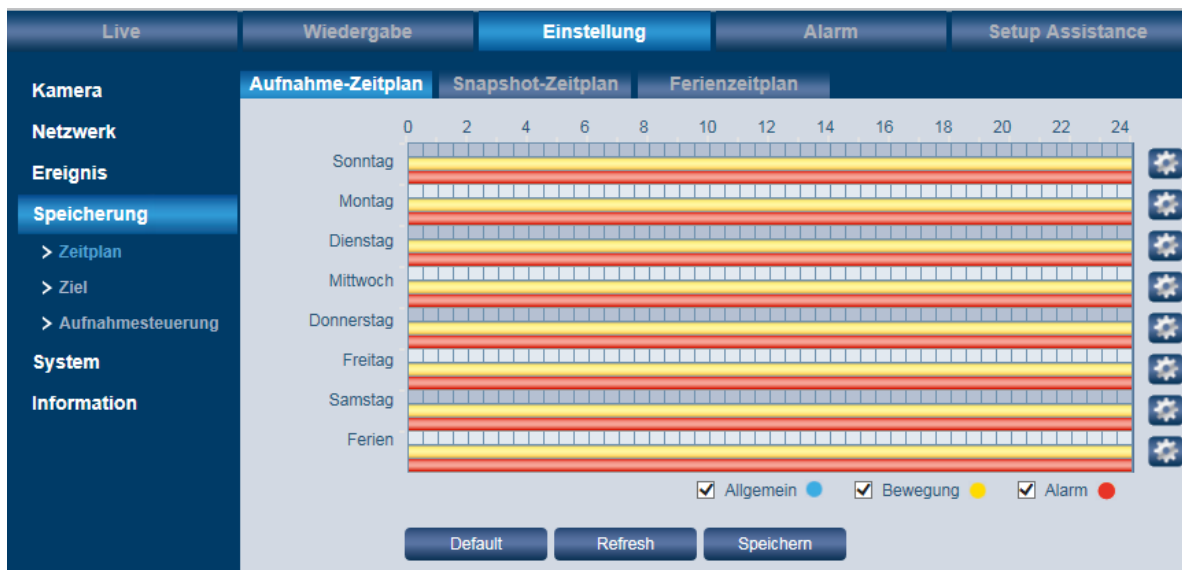 Live Wiedergabe Einstellung Alarm Setup Assistance
Kamera
Netzwerk
Ereignis
Speicherung
> Zeitplan
> Ziel
> Aufnahmesteuerung
System
Information
Aufnahme-Zeitplan Snapshot-Zeitplan Ferienzeitplan
0 2 4 6 8 10 12 14 16 18 20 22 24
Sonntag
Montag
Dienstag
Mittwoch
Donnerstag
Freitag
Samstag
Ferien
Allgemein Bewegung Alarm
Default Refresh Speichern